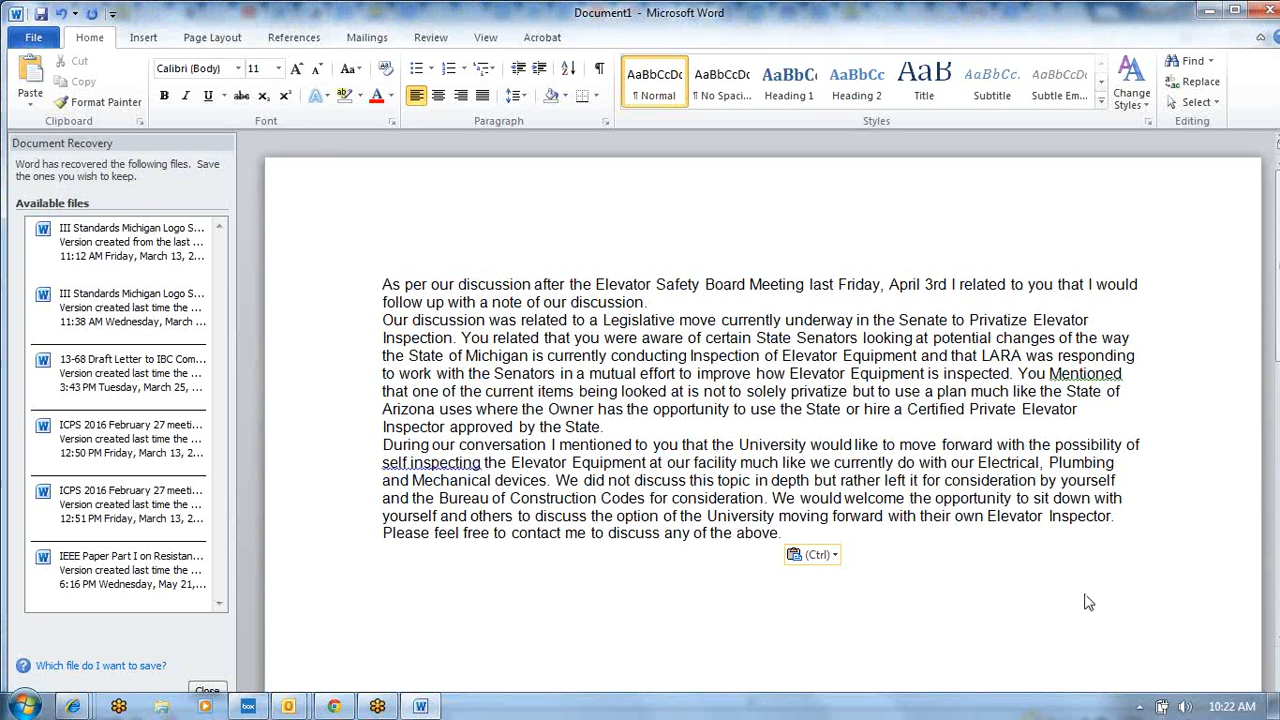 Document1 - Microsoft Word
File Home Insert Page Layout References Mailings Review View Acrobat
Paste
Cut
Copy
Format Painter
Clipboard
Calibri (Body) 11
Font
Paragraph
AaBbCcDc AaBbCcDc AaBbC AaBbCc AaB AaBbCc. AaBbCcDc
¶ Normal ¶ No Spaci... Heading 1 Heading 2 Title Subtitle Subtle Em...
Change
Styles
Styles
Find
Replace
Select
Editing
Document Recovery
Word has recovered the following files. Save
the ones you wish to keep.
Available files
III Standards Michigan Logo S...
Version created from the last ...
11:12 AM Friday, March 13, 2...
III Standards Michigan Logo S...
Version created last time the ...
11:38 AM Wednesday, March ...
13-68 Draft Letter to IBC Com...
Version created last time the ...
3:43 PM Tuesday, March 25, ...
ICPS 2016 February 27 meeti...
Version created last time the ...
12:50 PM Friday, March 13, 2...
ICPS 2016 February 27 meeti...
Version created last time the ...
12:51 PM Friday, March 13, 2...
IEEE Paper Part I on Resistan...
Version created last time the ...
6:16 PM Wednesday, May 21,...
Which file do I want to save?
Close
As per our discussion after the Elevator Safety Board Meeting last Friday, April 3rd I related to you that I would
follow up with a note of our discussion.
Our discussion was related to a Legislative move currently underway in the Senate to Privatize Elevator
Inspection. You related that you were aware of certain State Senators looking at potential changes of the way
the State of Michigan is currently conducting Inspection of Elevator Equipment and that LARA was responding
to work with the Senators in a mutual effort to improve how Elevator Equipment is inspected. You Mentioned
that one of the current items being looked at is not to solely privatize but to use a plan much like the State of
Arizona uses where the Owner has the opportunity to use the State or hire a Certified Private Elevator
Inspector approved by the State.
During our conversation I mentioned to you that the University would like to move forward with the possibility of
self inspecting the Elevator Equipment at our facility much like we currently do with our Electrical, Plumbing
and Mechanical devices. We did not discuss this topic in depth but rather left it for consideration by yourself
and the Bureau of Construction Codes for consideration. We would welcome the opportunity to sit down with
yourself and others to discuss the option of the University moving forward with their own Elevator Inspector.
Please feel free to contact me to discuss any of the above.
(Ctrl)
10:22 AM